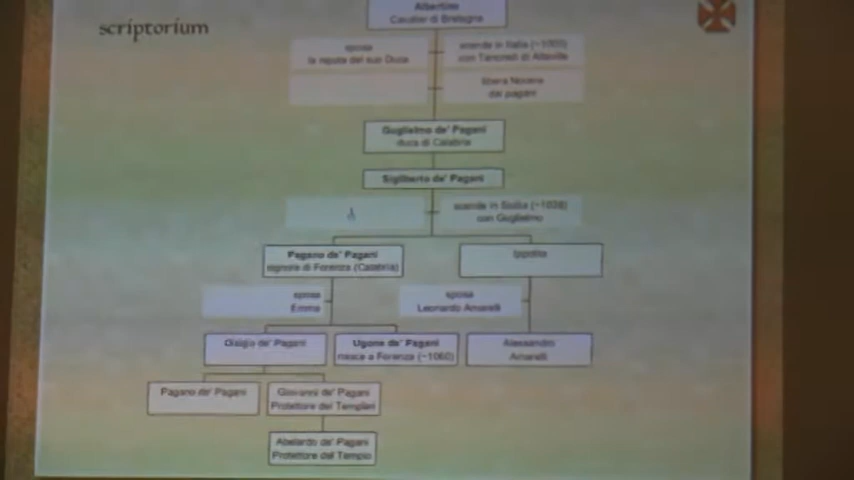 scriptorium
Albertino
Cavalier di Bretagna
sposa
la nipote del suo Duca
scende in Italia (~1005)
con Tancredi di Altavilla
libera Nocera
dai pagani
Guglielmo de' Pagani
duca di Calabria
Sigilberto de' Pagani
scende in Sicilia (~1038)
con Guglielmo
Pagano de' Pagani
signore di Forenza (Calabria)
Ippolita
sposa
Emma
sposa
Leonardo Amarelli
de' Pagani
Ugone de' Pagani
nasce a Forenza (~1060)
Alessandro
Amarelli
Pagano de' Pagani
Giovanni de' Pagani
Protettore dei Templari
Abelardo de' Pagani
Protettore del Tempio